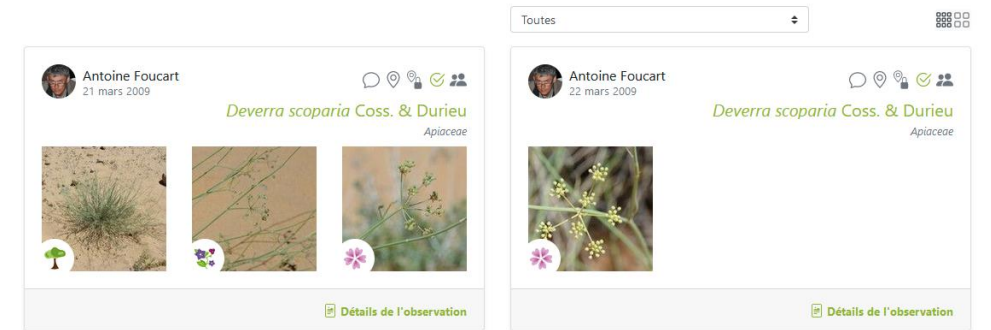 Toutes
Antoine Foucart
21 mars 2009
Deverra scoparia Coss. & Durieu
Apiaceae
Détails de l'observation
Antoine Foucart
22 mars 2009
Deverra scoparia Coss. & Durieu
Apiaceae
Détails de l'observation